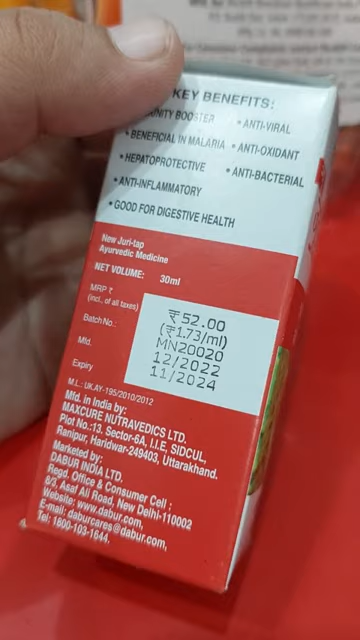 KEY BENEFITS:
BOOSTER
• ANTI-VIRAL
• BENEFICIAL IN MALARIA
• ANTI-OXIDANT
• HEPATOPROTECTIVE
• ANTI-BACTERIAL
• ANTI-INFLAMMATORY
• GOOD FOR DIGESTIVE HEALTH
New Juri-tap
Ayurvedic Medicine
NET VOLUME: 30ml
MRP ₹
(incl. of all taxes)
₹52.00
(₹1.73/ml)
Batch No.: MN20020
Mfd. 12/2022
Expiry 11/2024
M.L.: UK.AY-195/2010/2012
Mfd. in India by:
MAXCURE NUTRAVEDICS LTD.
Plot No.:13, Sector-6A, I.I.E, SIDCUL,
Ranipur, Haridwar-249403, Uttarakhand.
Marketed by:
DABUR INDIA LTD.
Regd. Office & Consumer Cell :
8/3, Asaf Ali Road, New Delhi-110002
Website: www.dabur.com,
E-mail: daburcares@dabur.com,
Tel: 1800-103-1644.